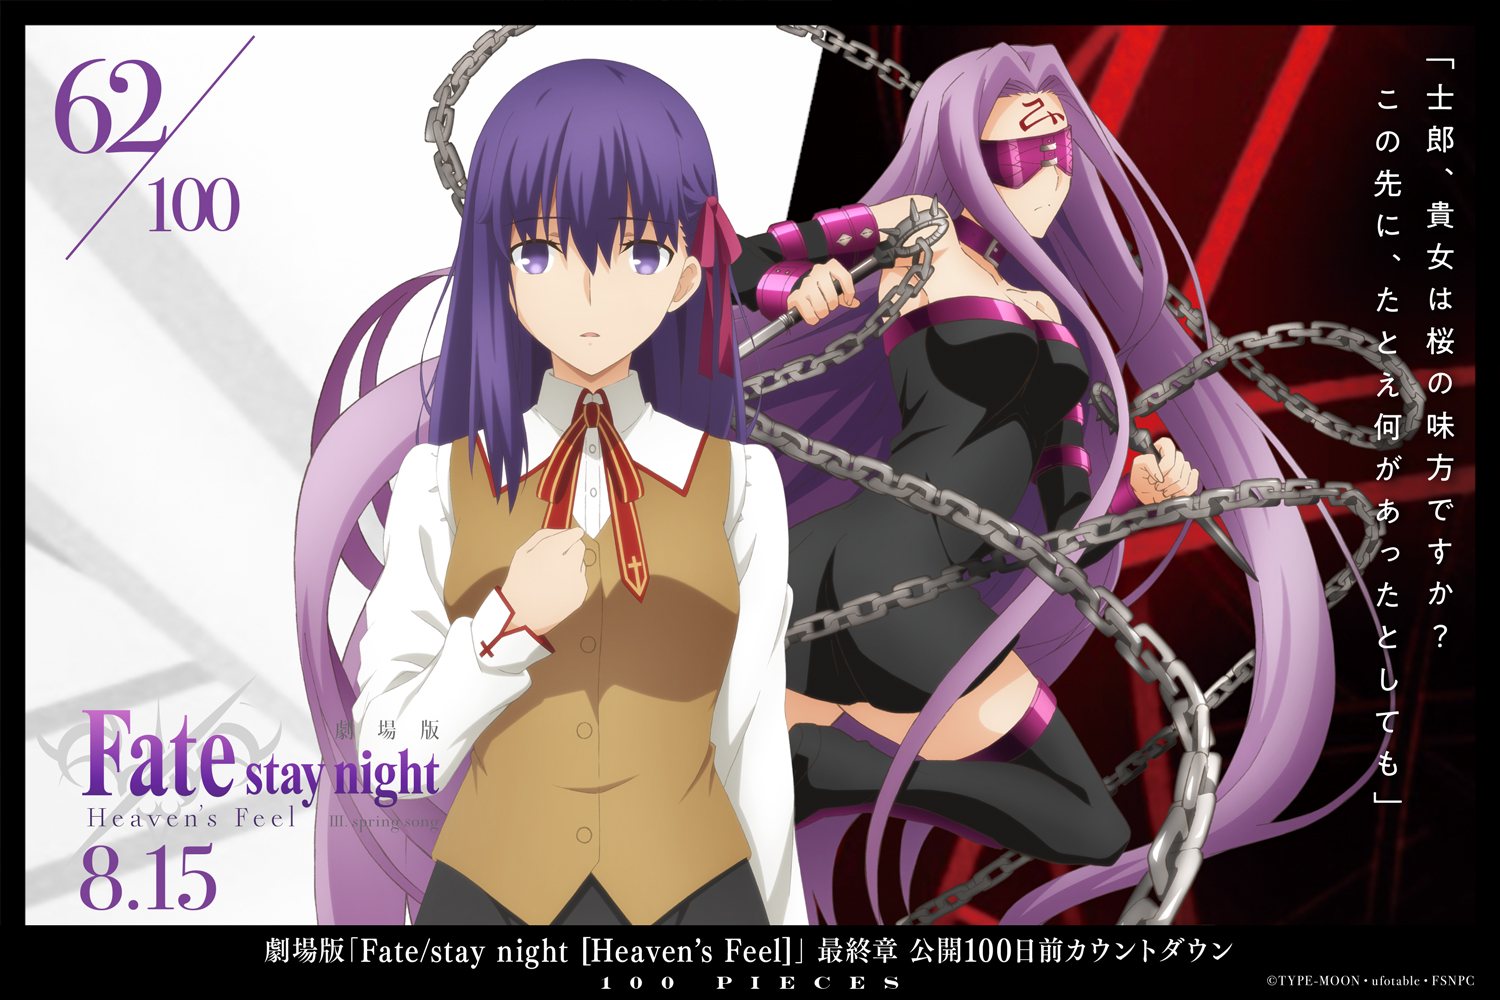 62/100
「士郎、貴女は桜の味方ですか？
この先に、たとえ何があったとしても」
劇場版
Fate
stay night
Heaven's Feel III. spring song
8.15
劇場版「Fate/stay night [Heaven's Feel]」最終章 公開100日前カウントダウン
100 PIECES
©TYPE-MOON・ufotable・FSNPC